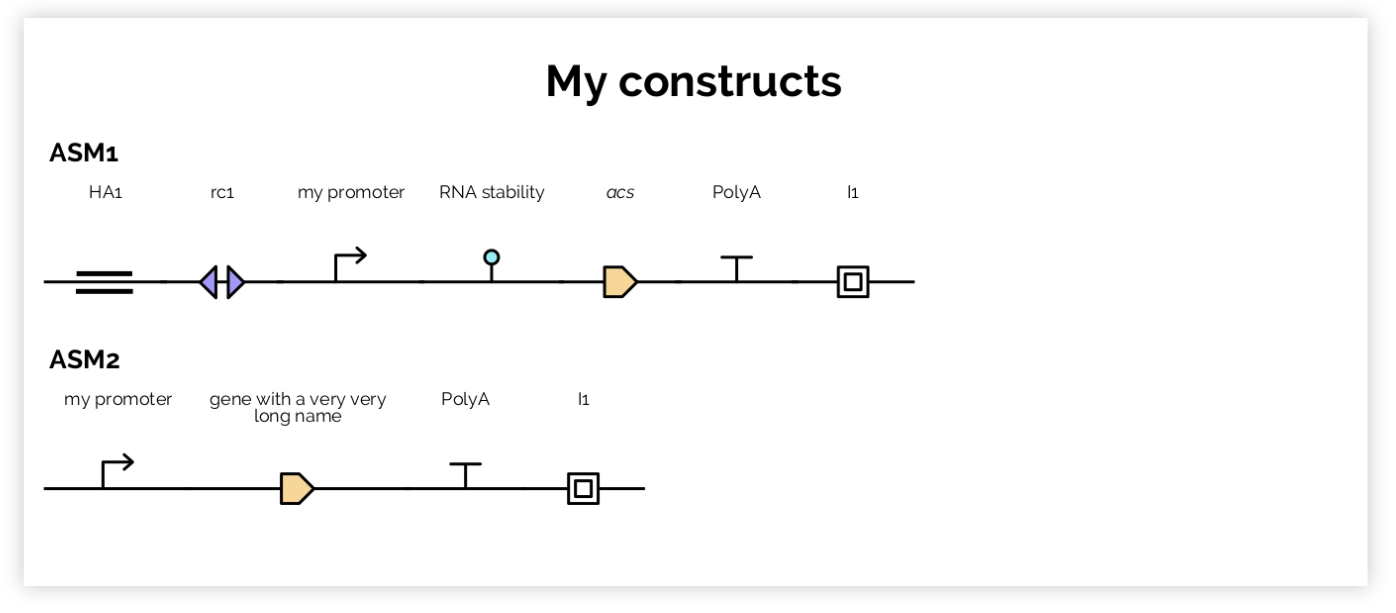 My constructs
ASM1
HA1 rc1 my promoter RNA stability acs PolyA I1
ASM2
my promoter gene with a very very PolyA I1
long name